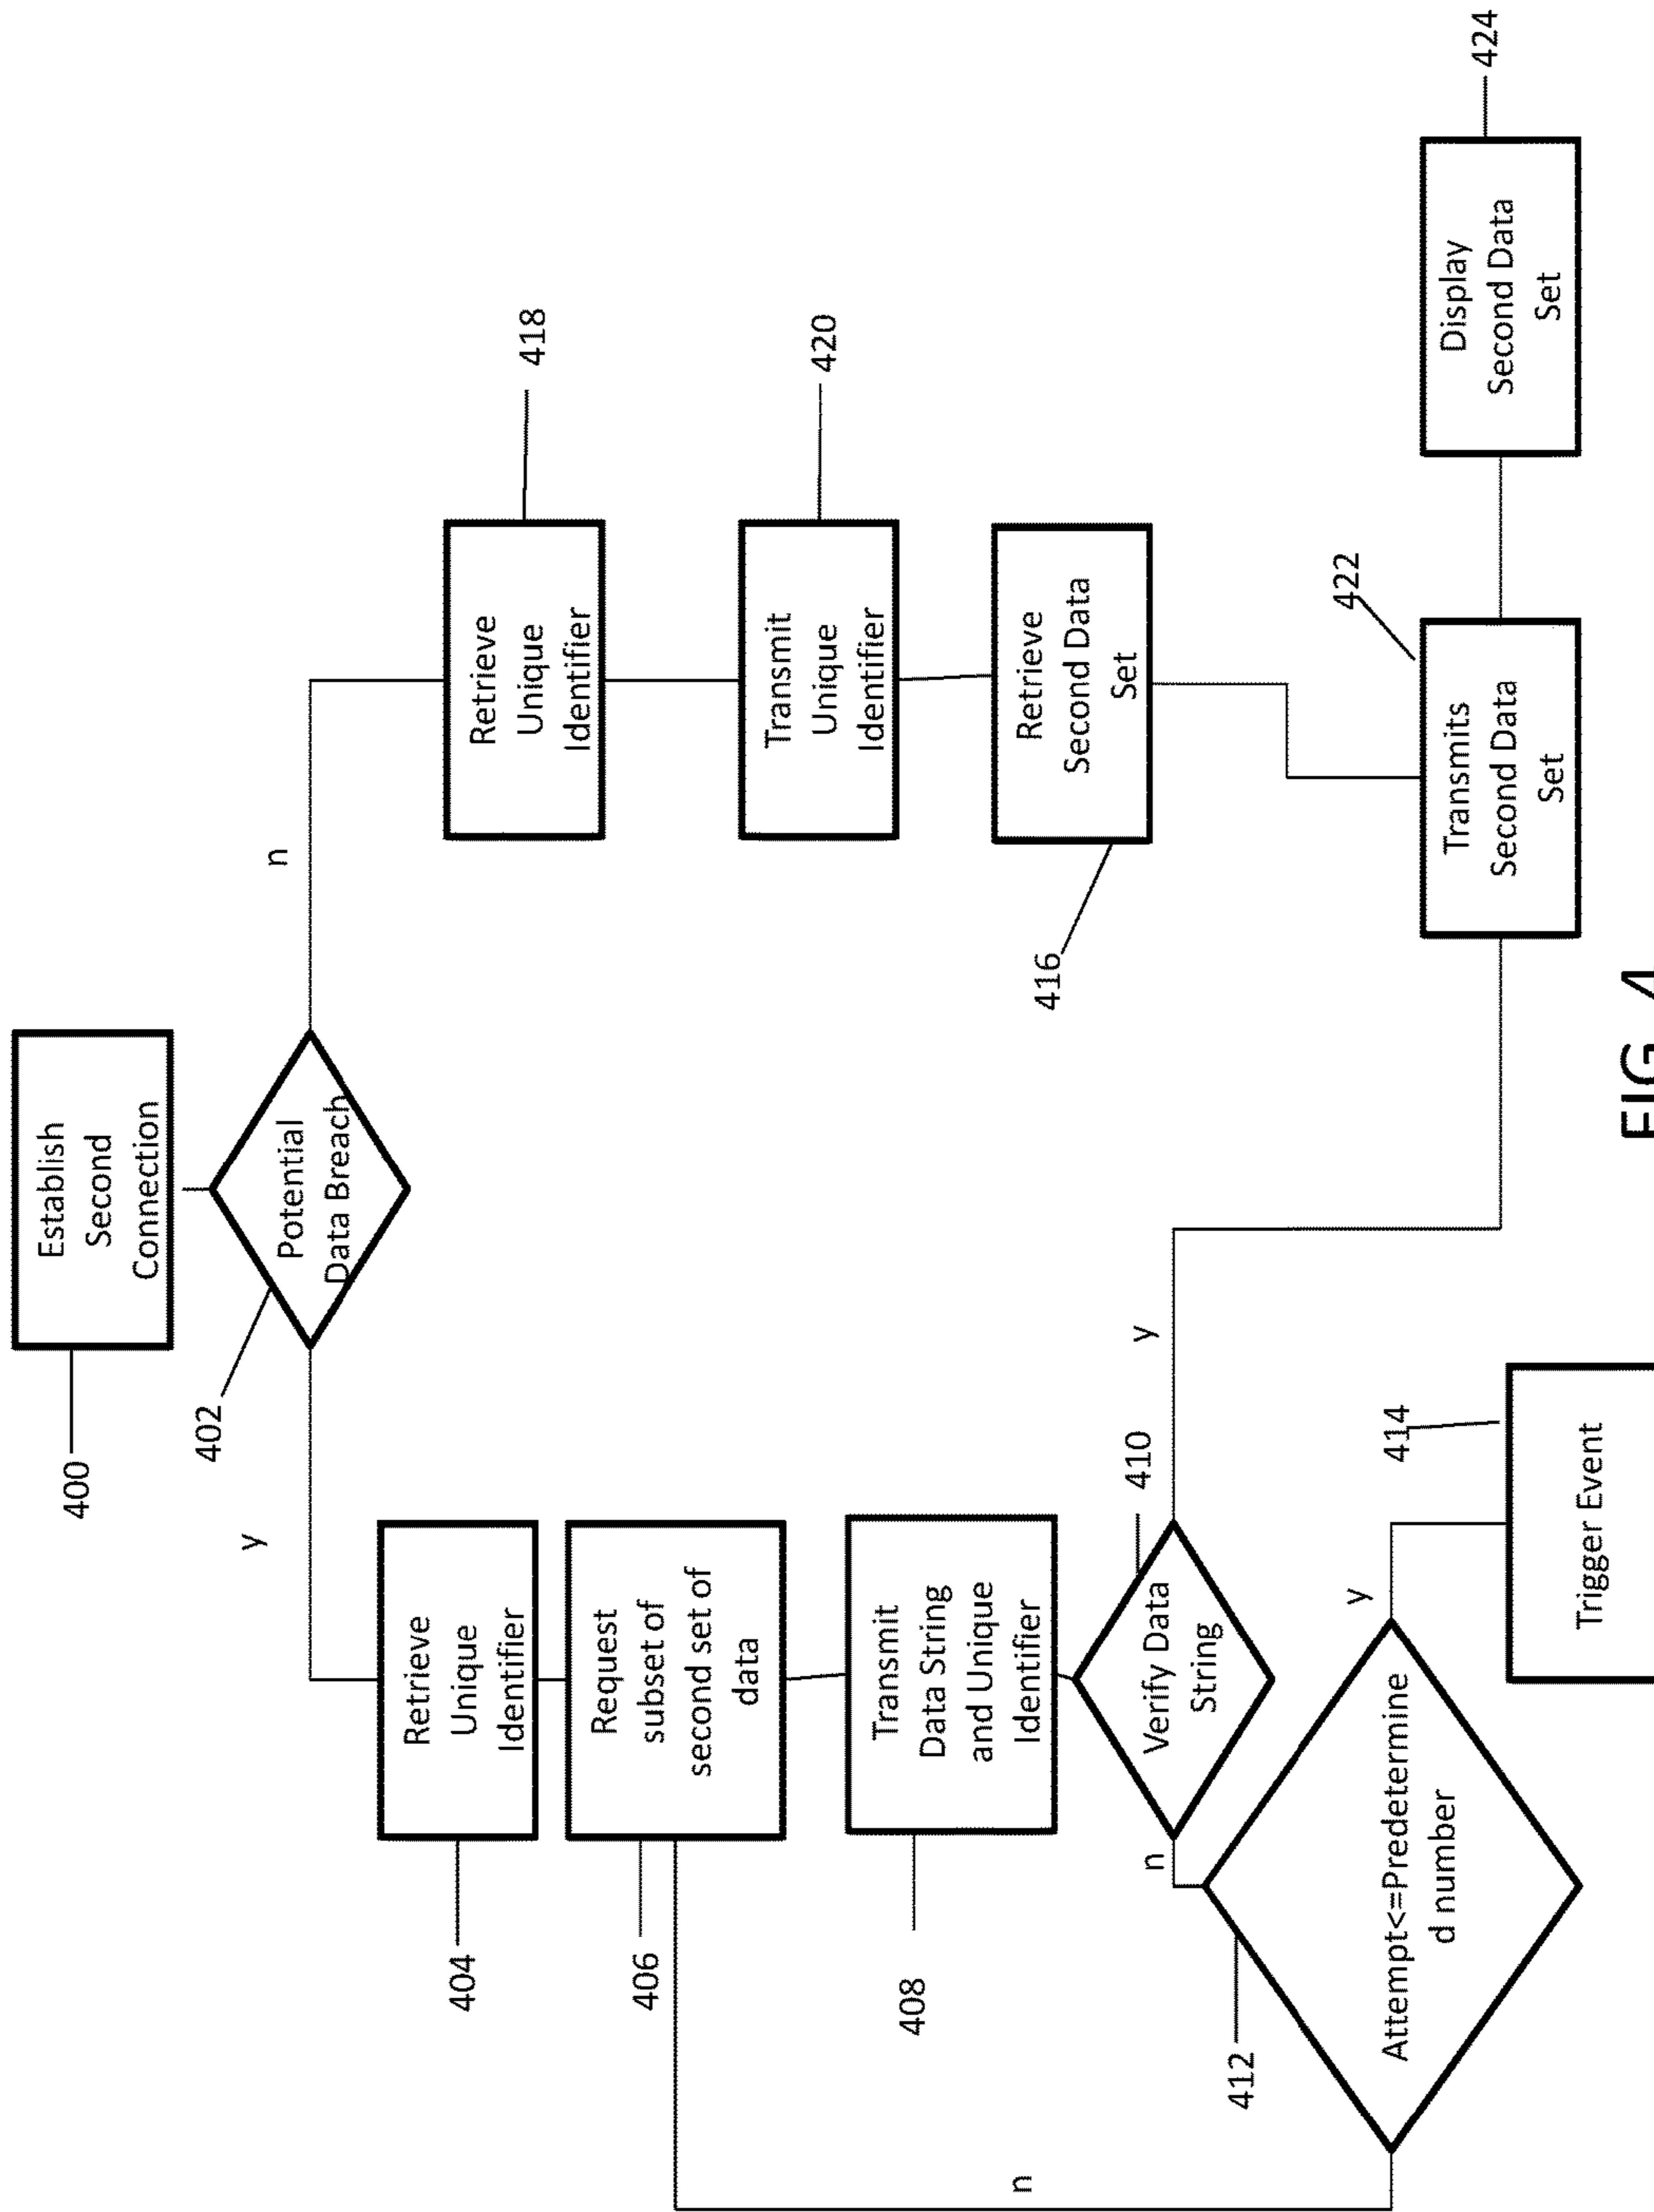 400
Establish
Second
Connection
402
Potential
Data Breach
y
n
404
Retrieve
Unique
Identifier
406
Request
subset of
second set of
data
408
Transmit
Data String
and Unique
Identifier
410
Verify Data
String
n
y
412
Attempt<=Predetermine
d number
n
y
414
Trigger Event
Retrieve
Unique
Identifier
418
Transmit
Unique
Identifier
420
416
Retrieve
Second Data
Set
422
Transmits
Second Data
Set
Display
Second Data
Set
424
FIG. 4